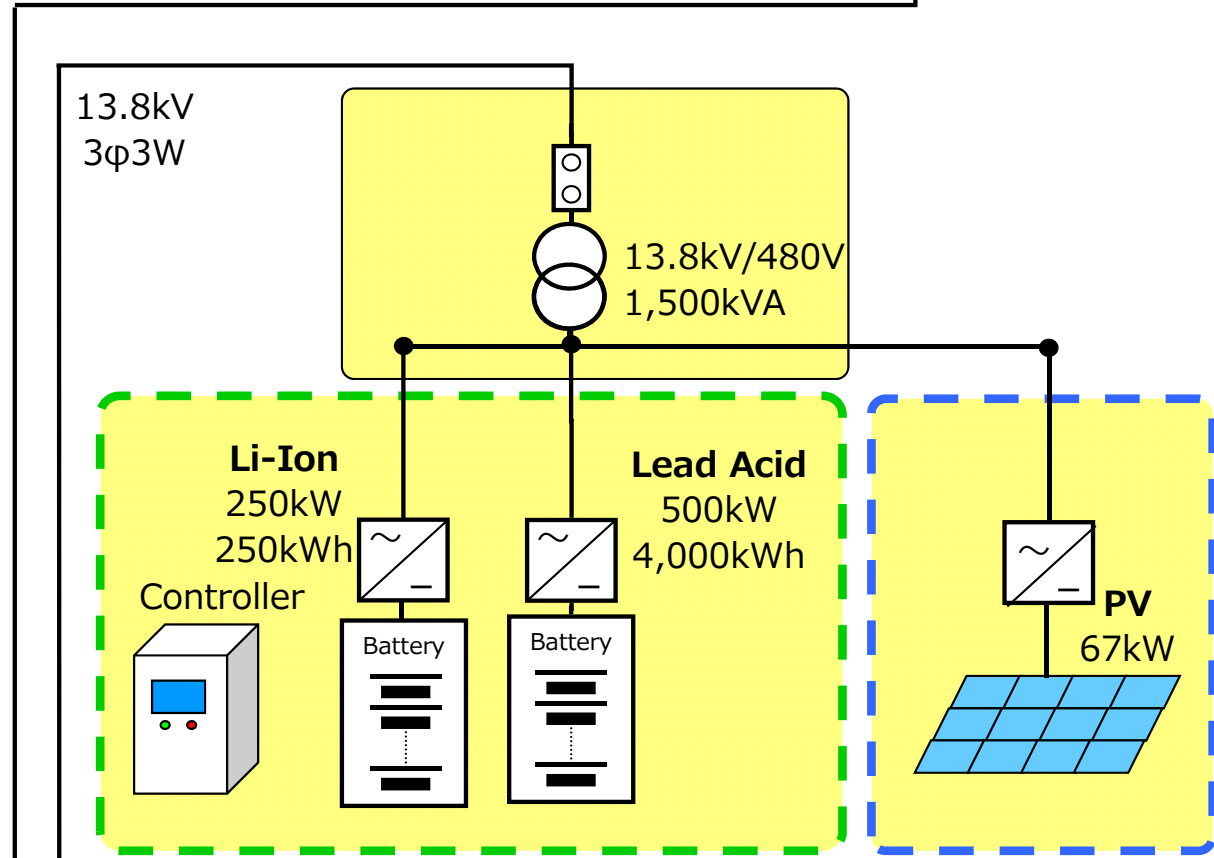 13.8kV
3φ3W
13.8kV/480V
1,500kVA
Li-Ion
250kW
250kWh
Lead Acid
500kW
4,000kWh
Controller
Battery
Battery
PV
67kW